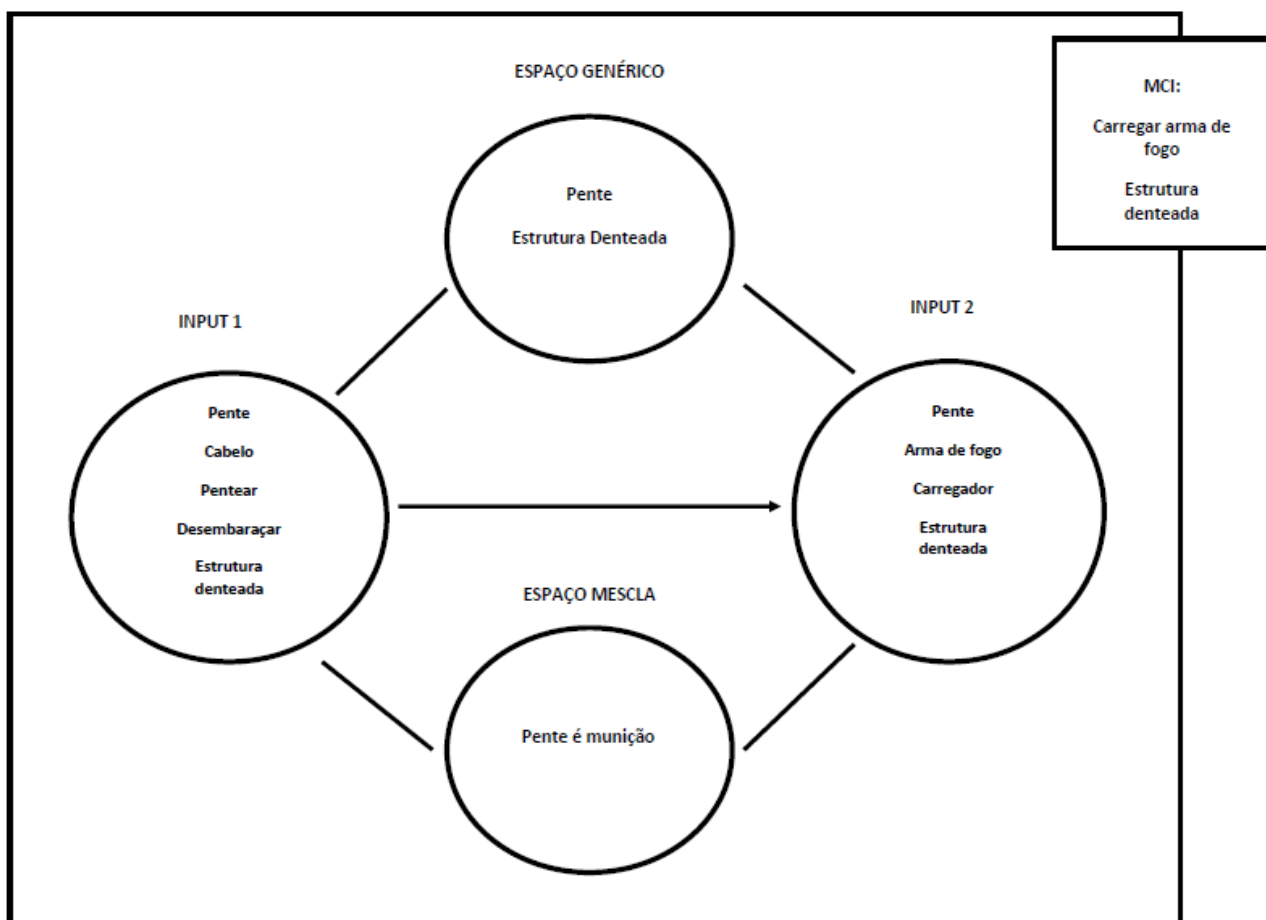 ESPAÇO GENÉRICO
MCI:
Carregar arma de
fogo
Estrutura
denteada
Pente
Estrutura Denteada
INPUT 1
INPUT 2
Pente
Cabelo
Pentear
Desembaraçar
Estrutura
denteada
Pente
Arma de fogo
Carregador
Estrutura
denteada
ESPAÇO MESCLA
Pente é munição